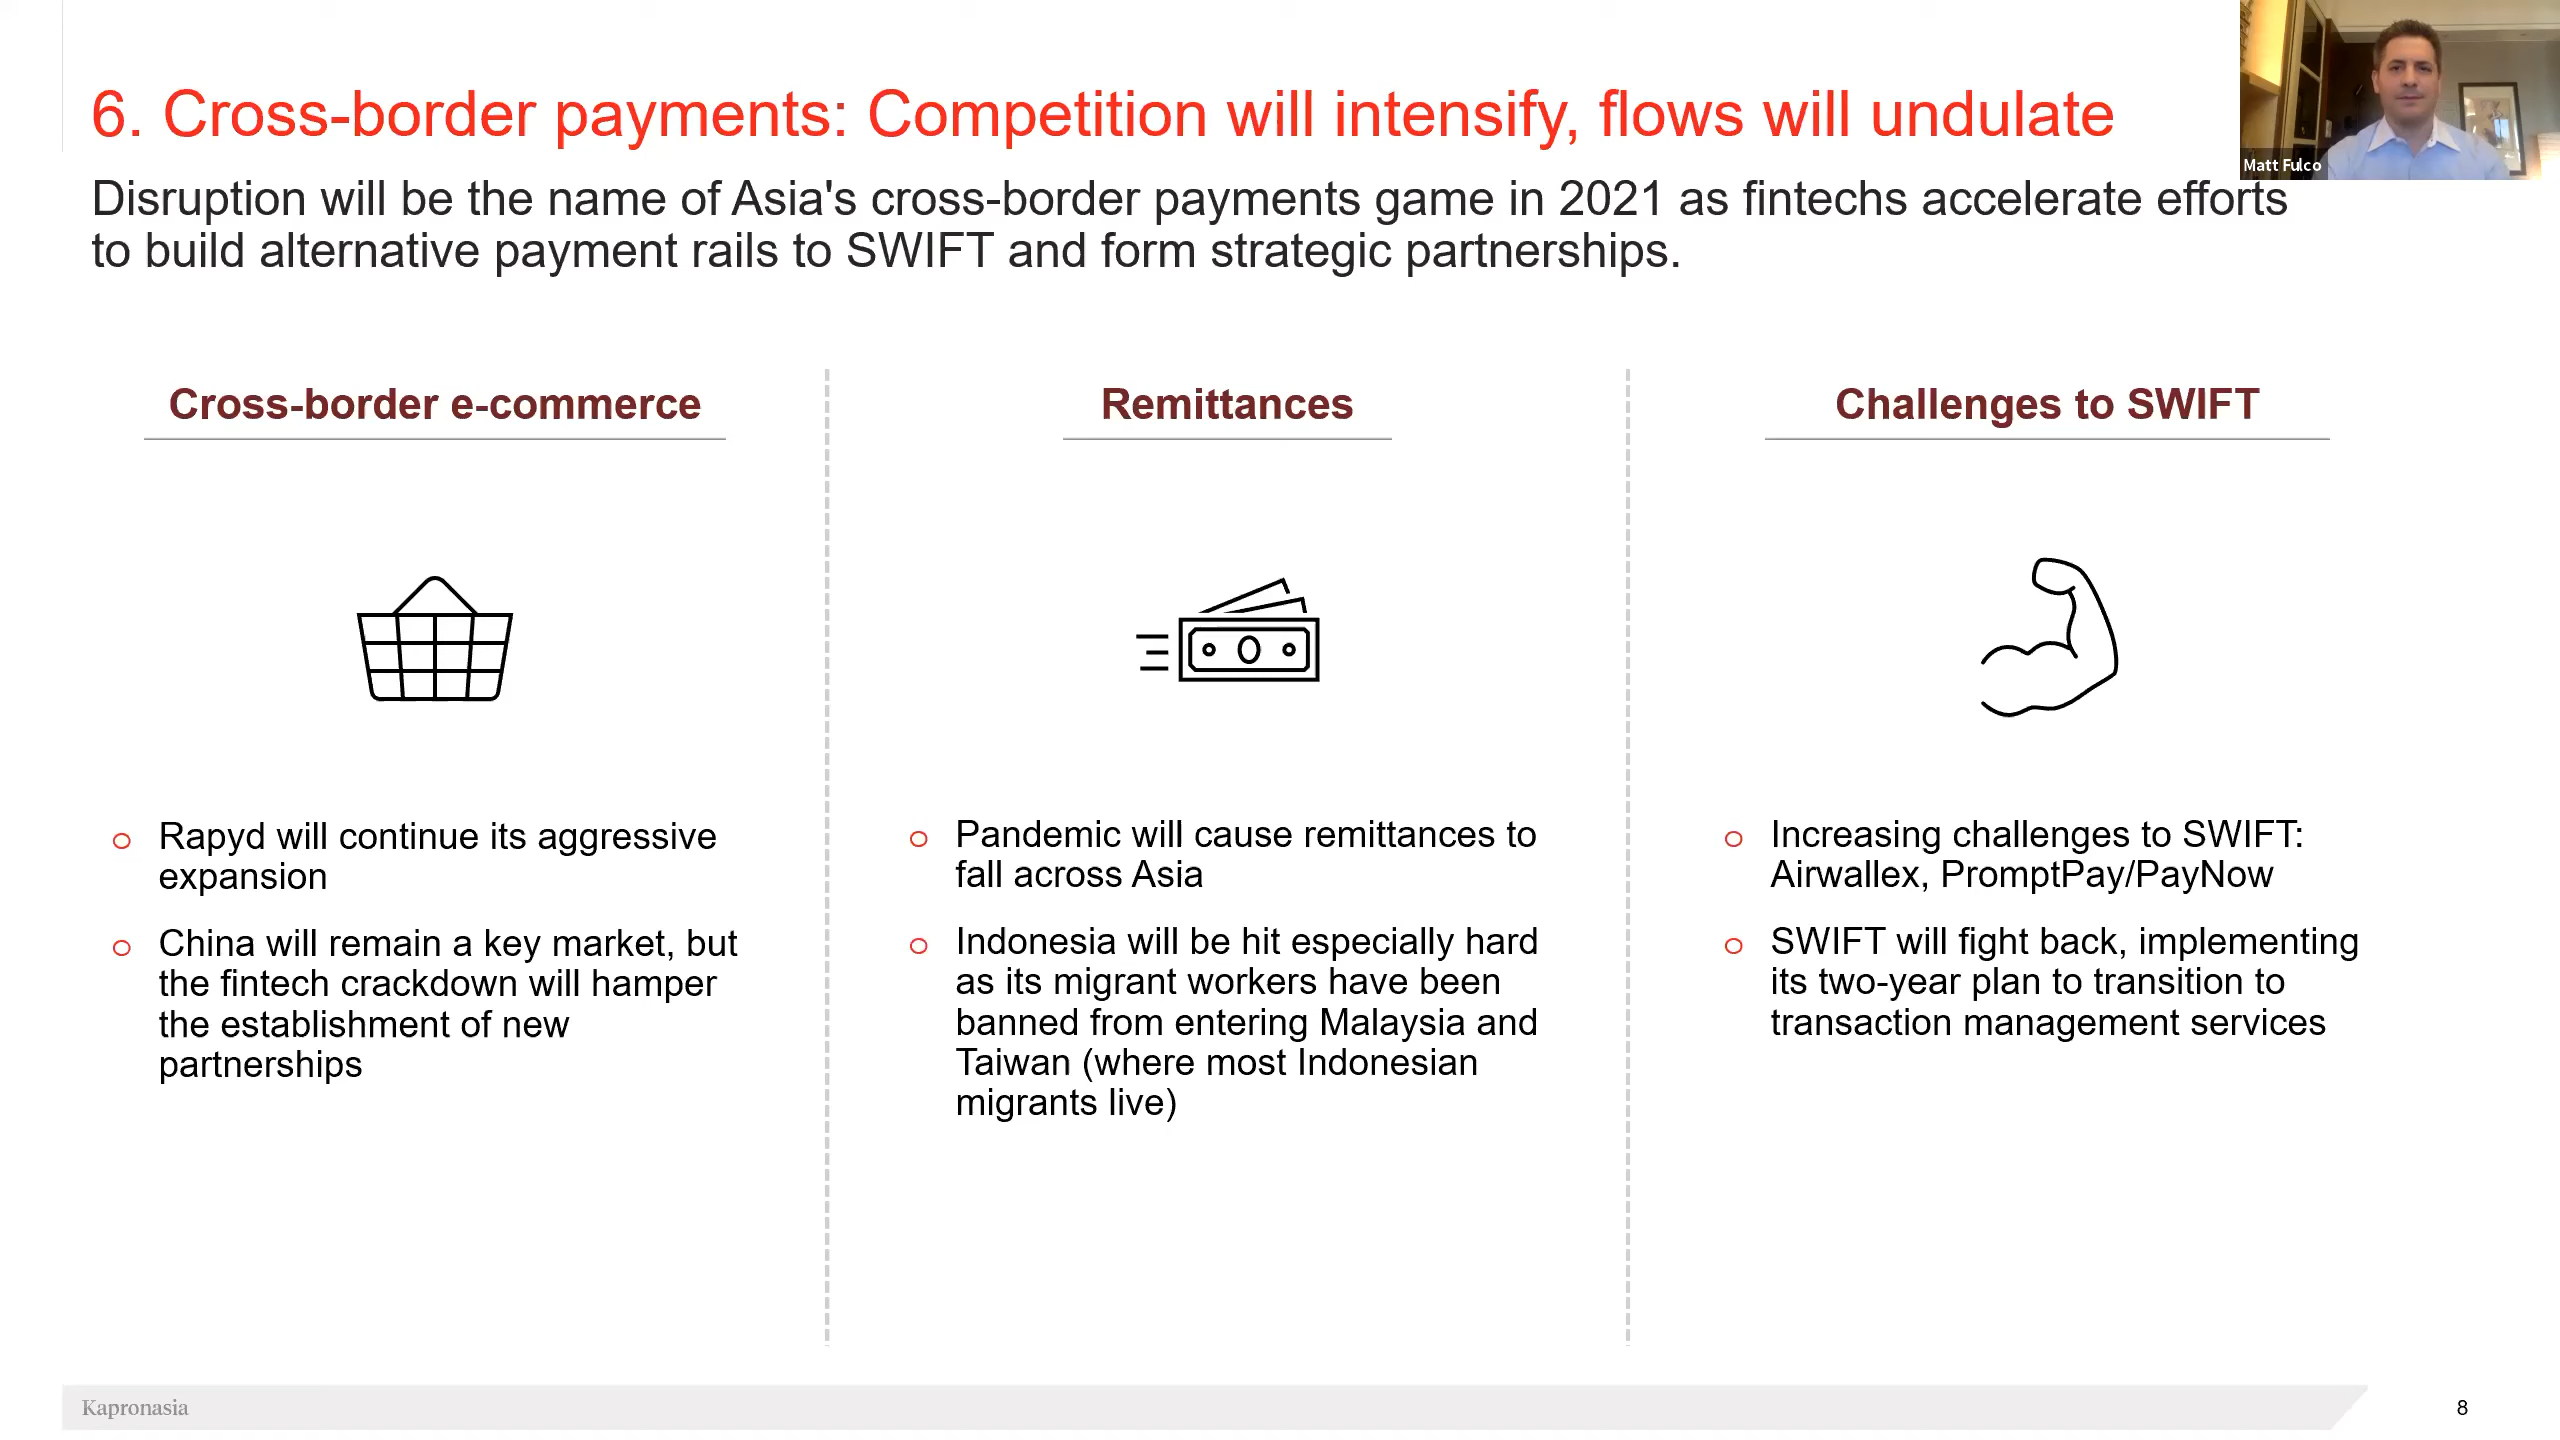 6. Cross-border payments: Competition will intensify, flows will undulate
Matt Fulco
Disruption will be the name of Asia's cross-border payments game in 2021 as fintechs accelerate efforts
to build alternative payment rails to SWIFT and form strategic partnerships.
Cross-border e-commerce
Rapyd will continue its aggressive
expansion
China will remain a key market, but
the fintech crackdown will hamper
the establishment of new
partnerships
Remittances
Pandemic will cause remittances to
fall across Asia
Indonesia will be hit especially hard
as its migrant workers have been
banned from entering Malaysia and
Taiwan (where most Indonesian
migrants live)
Challenges to SWIFT
Increasing challenges to SWIFT:
Airwallex, PromptPay/PayNow
SWIFT will fight back, implementing
its two-year plan to transition to
transaction management services
Kapronasia
8